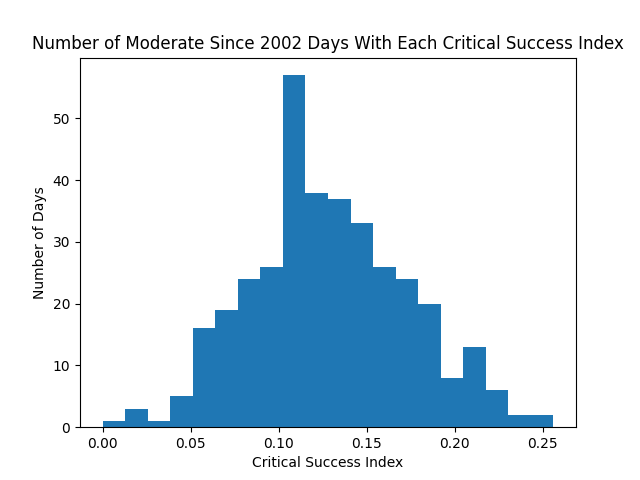 Number of Moderate Since 2002 Days With Each Critical Success Index
50
40
30
20
10
0
Number of Days
0.00 0.05 0.10 0.15 0.20 0.25
Critical Success Index